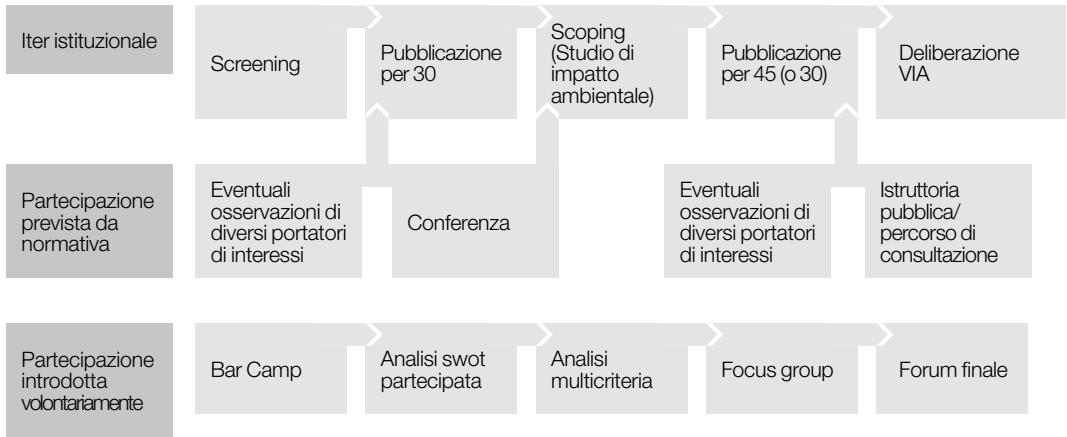 Iter istituzionale
Screening
Pubblicazione
per 30
Scoping
(Studio di
impatto
ambientale)
Pubblicazione
per 45 (o 30)
Deliberazione
VIA
Partecipazione
prevista da
normativa
Eventuali
osservazioni di
diversi portatori
di interessi
Conferenza
Eventuali
osservazioni di
diversi portatori
di interessi
Istruttoria
pubblica/
percorso di
consultazione
Partecipazione
introdotta
volontariamente
Bar Camp
Analisi swot
partecipata
Analisi
multicriteria
Focus group
Forum finale